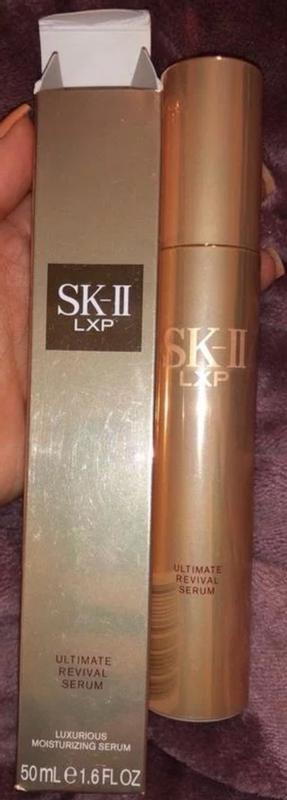 SK-II
LXP
ULTIMATE
REVIVAL
SERUM
LUXURIOUS
MOISTURIZING SERUM
50 mL e 1.6 FL OZ
SK-II
LXP
ULTIMATE
REVIVAL
SERUM